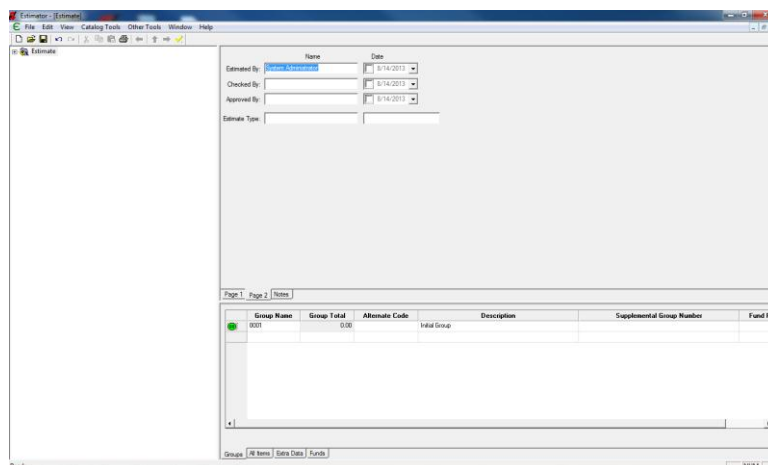 Estimator - [Estimate]
File Edit View Catalog Tools Other Tools Window Help
Estimate
Name Date
Estimated By: System Administrator 8/14/2013
Checked By: 8/14/2013
Approved By: 8/14/2013
Estimate Type:
Page 1 Page 2 Notes
Group Name Group Total Alternate Code Description Supplemental Group Number Fund
0001 0.00 Initial Group
Groups All Items Extra Data Funds